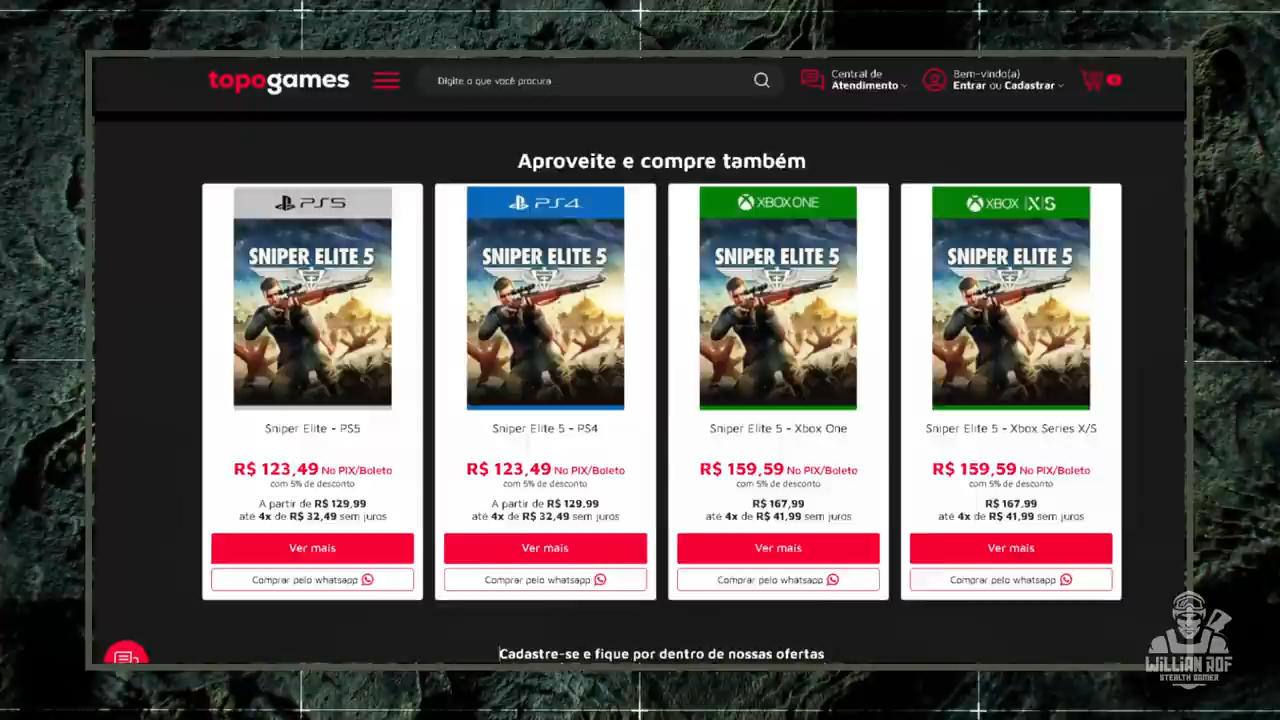 topogames
Digite o que você procura
Central de
Atendimento
Bem-vindo(a)
Entrar ou Cadastrar
0
Aproveite e compre também
PS5
SNIPER ELITE 5
Sniper Elite - PS5
R$ 123,49 No PIX/Boleto
com 5% de desconto
A partir de R$ 129,99
até 4x de R$ 32,49 sem juros
Ver mais
Comprar pelo whatsapp
PS4
SNIPER ELITE 5
Sniper Elite 5 - PS4
R$ 123,49 No PIX/Boleto
com 5% de desconto
A partir de R$ 129,99
até 4x de R$ 32,49 sem juros
Ver mais
Comprar pelo whatsapp
XBOX ONE
SNIPER ELITE 5
Sniper Elite 5 - Xbox One
R$ 159,59 No PIX/Boleto
com 5% de desconto
R$ 167,99
até 4x de R$ 41,99 sem juros
Ver mais
Comprar pelo whatsapp
XBOX X|S
SNIPER ELITE 5
Sniper Elite 5 - Xbox Series X/S
R$ 159,59 No PIX/Boleto
com 5% de desconto
R$ 167,99
até 4x de R$ 41,99 sem juros
Ver mais
Comprar pelo whatsapp
Cadastre-se e fique por dentro de nossas ofertas
WILLIAN ROF
STEALTH GAMER